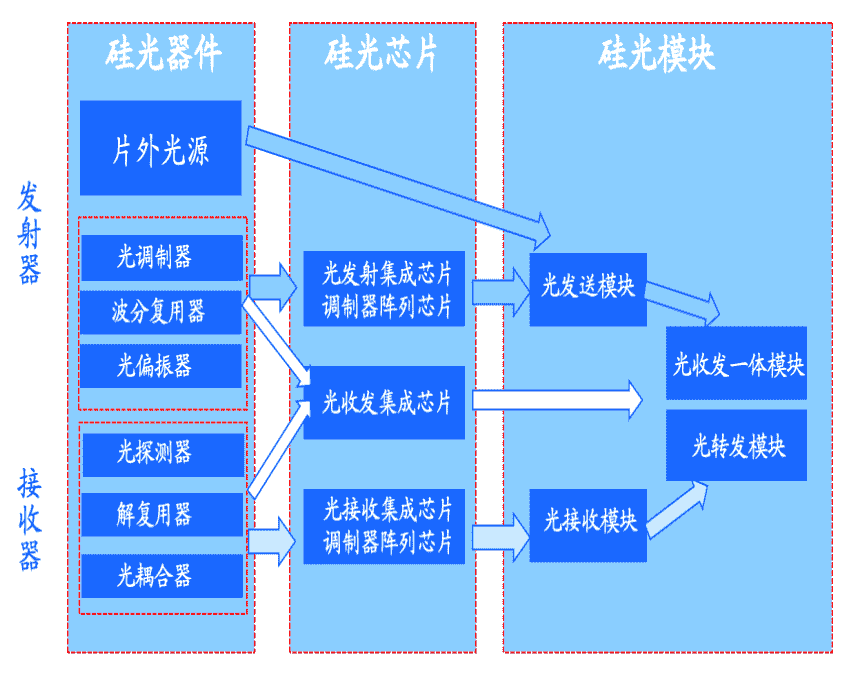 硅光器件
硅光芯片
硅光模块
发射器
片外光源
光调制器
波分复用器
光偏振器
光发射集成芯片
调制器阵列芯片
光发送模块
光收发集成芯片
光收发一体模块
光转发模块
接收器
光探测器
解复用器
光耦合器
光接收集成芯片
调制器阵列芯片
光接收模块